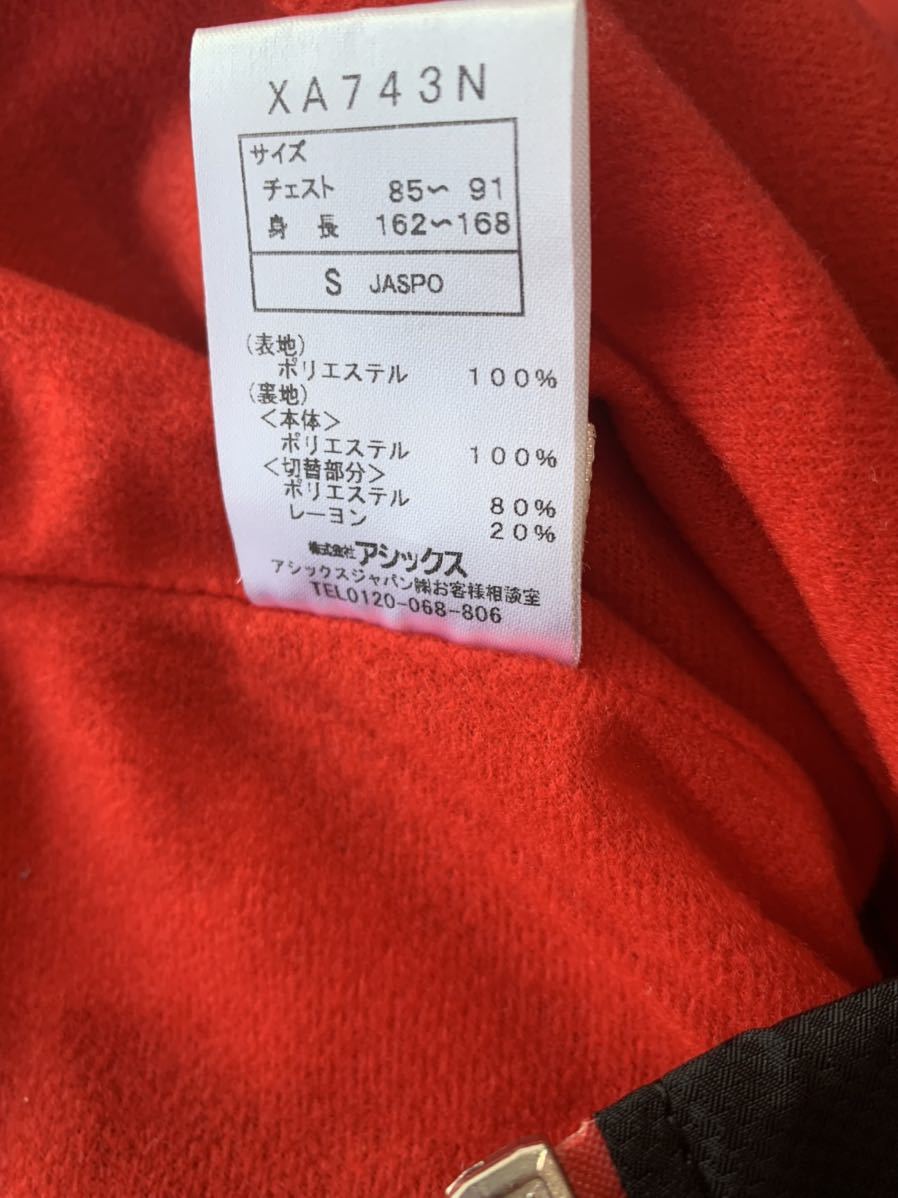 XA743N
サイズ
チェスト 85〜 91
身 長 162〜168
S JASPO
(表地)
ポリエステル 100%
(裏地)
<本体>
ポリエステル 100%
<切替部分>
ポリエステル 80%
レーヨン 20%
株式会社アシックス
アシックスジャパン㈱お客様相談室
TEL0120-068-806